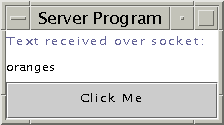 Server Program
Text received over socket:
oranges
Click Me